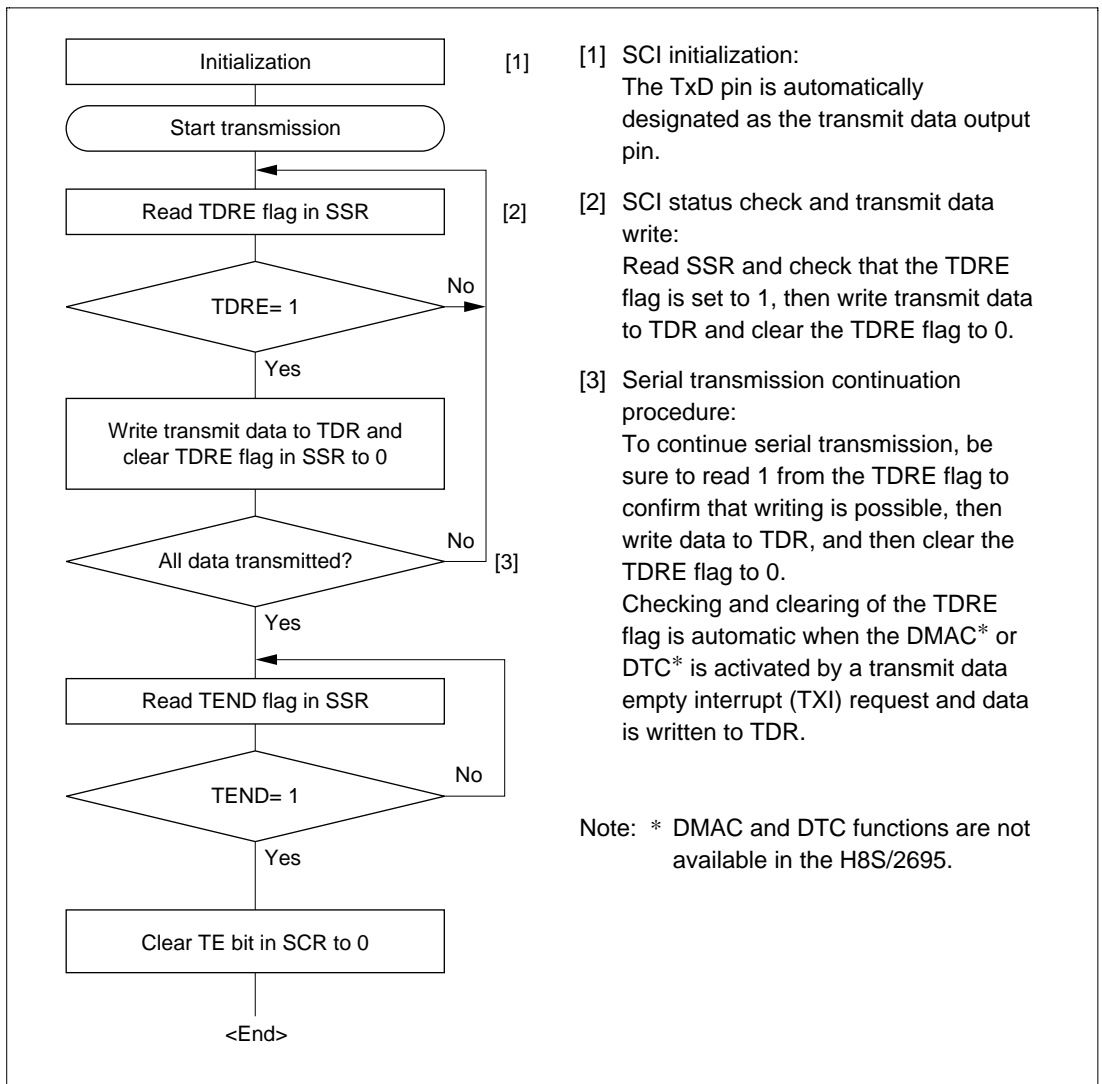 Initialization [1]
Start transmission
Read TDRE flag in SSR [2]
TDRE= 1
No
Yes
Write transmit data to TDR and
clear TDRE flag in SSR to 0
All data transmitted?
No
[3]
Yes
Read TEND flag in SSR
TEND= 1
No
Yes
Clear TE bit in SCR to 0
<End>
[1] SCI initialization:
The TxD pin is automatically
designated as the transmit data output
pin.
[2] SCI status check and transmit data
write:
Read SSR and check that the TDRE
flag is set to 1, then write transmit data
to TDR and clear the TDRE flag to 0.
[3] Serial transmission continuation
procedure:
To continue serial transmission, be
sure to read 1 from the TDRE flag to
confirm that writing is possible, then
write data to TDR, and then clear the
TDRE flag to 0.
Checking and clearing of the TDRE
flag is automatic when the DMAC* or
DTC* is activated by a transmit data
empty interrupt (TXI) request and data
is written to TDR.
Note: * DMAC and DTC functions are not
available in the H8S/2695.